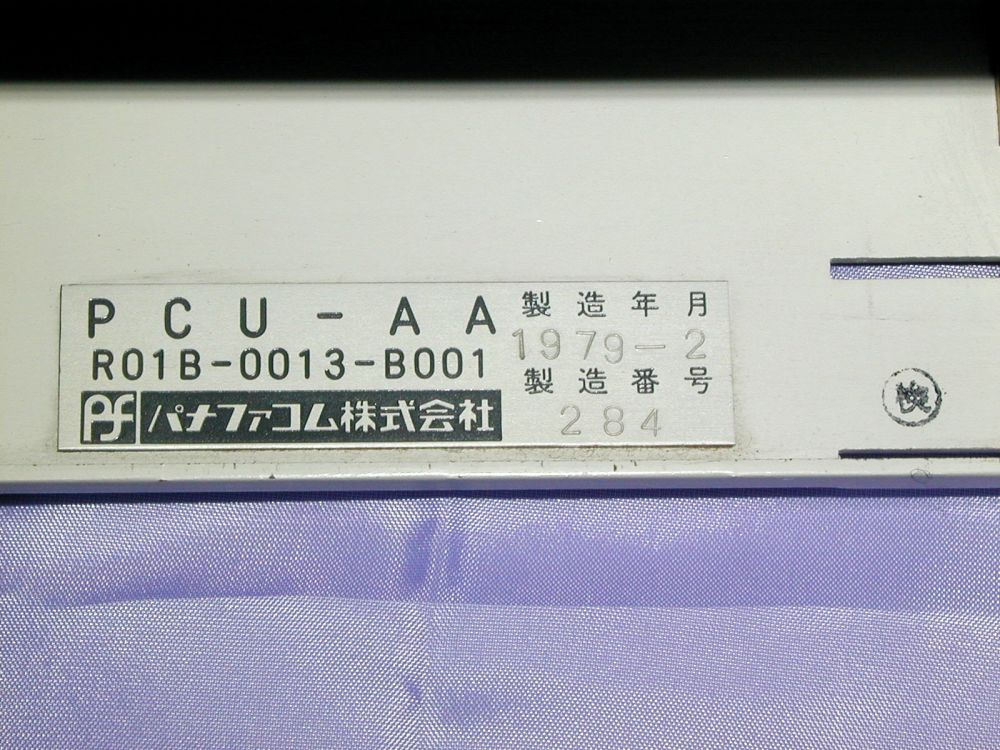 PCU-AA
R01B-0013-B001
PF パナファコム株式会社
製造年月
1979-2
製造番号
284
検